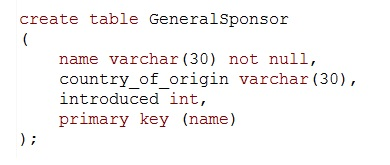 create table GeneralSponsor
(
    name varchar(30) not null,
    country_of_origin varchar(30),
    introduced int,
    primary key (name)
);